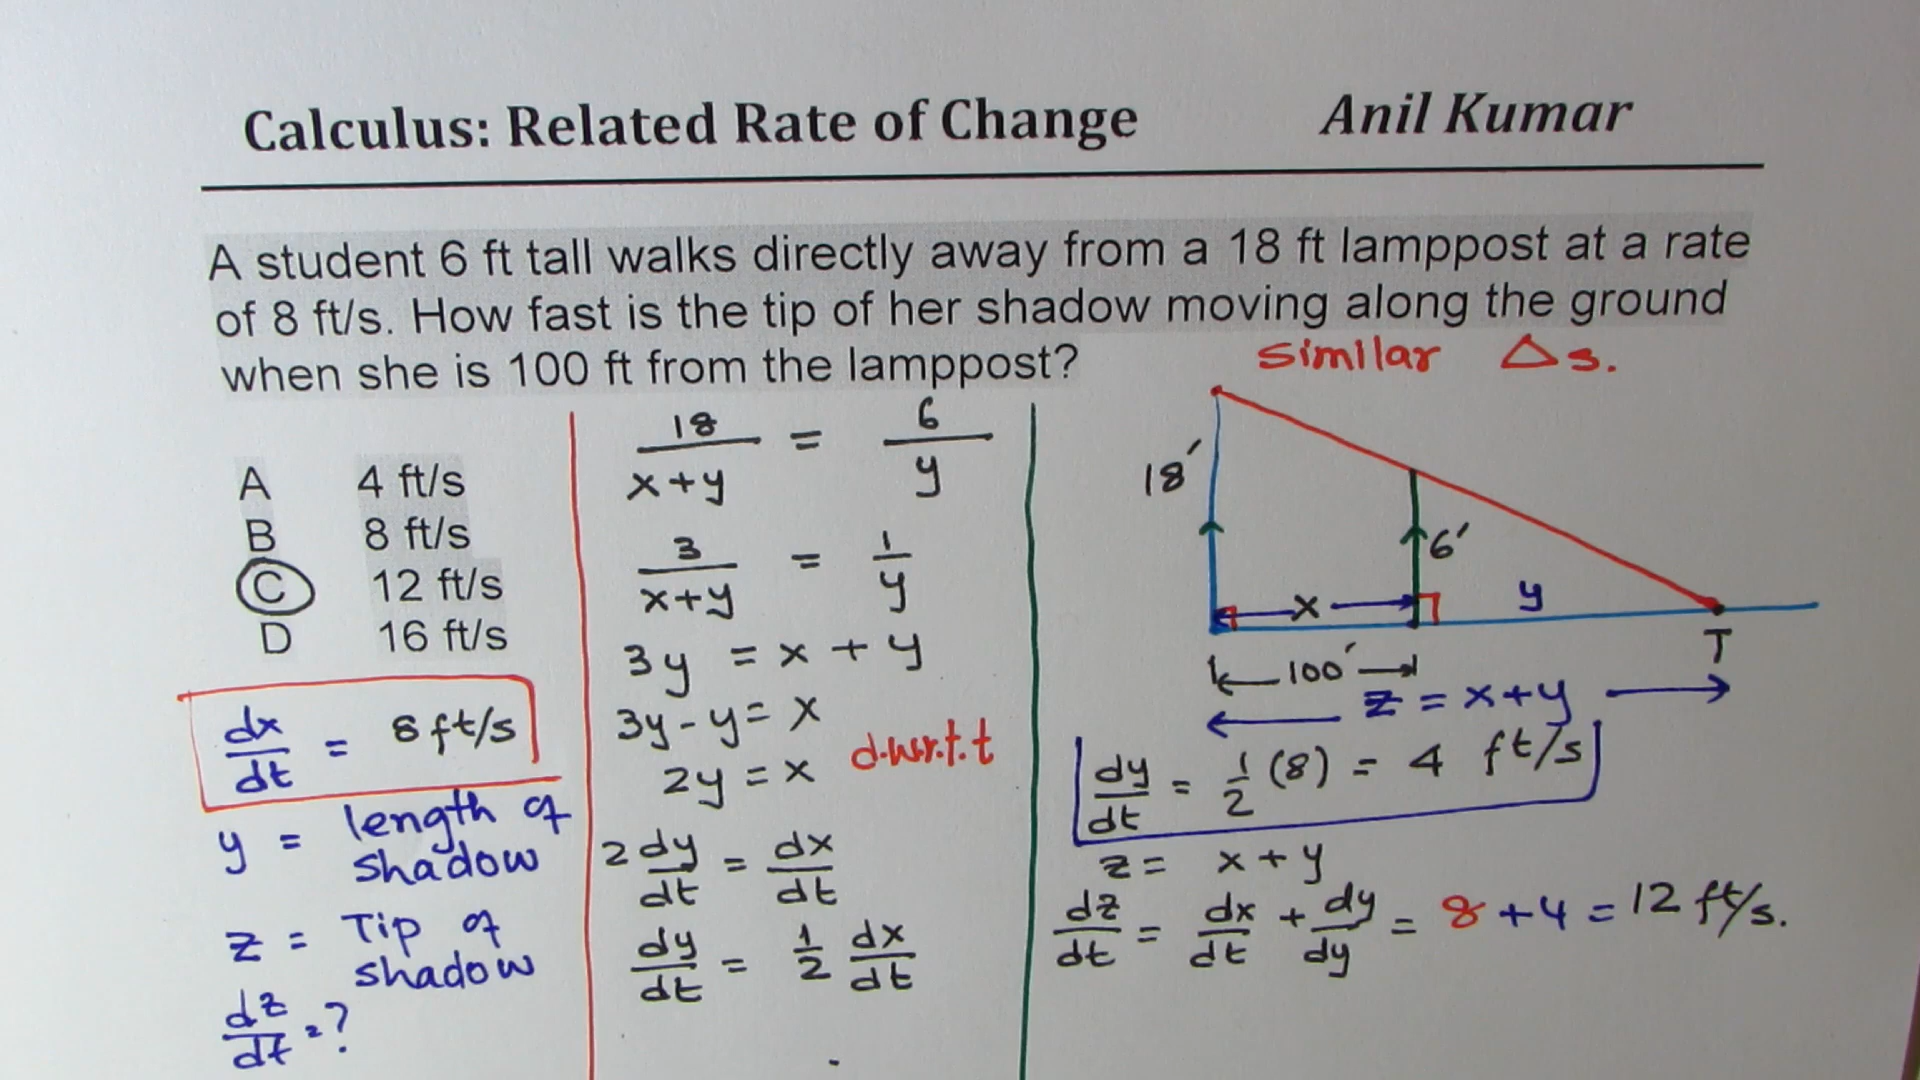 Calculus: Related Rate of Change Anil Kumar
A student 6 ft tall walks directly away from a 18 ft lamppost at a rate
of 8 ft/s. How fast is the tip of her shadow moving along the ground
when she is 100 ft from the lamppost?
Similar Δs.
A 4 ft/s
B 8 ft/s
C 12 ft/s
D 16 ft/s
dx/dt = 8 ft/s
y = length of
shadow
z = Tip of
shadow
dz/dt = ?
18/(x+y) = 6/y
3/(x+y) = 1/y
3y = x + y
3y - y = x
2y = x d.w.r.t. t
2 dy/dt = dx/dt
dy/dt = 1/2 dx/dt
18'
6'
x
y
T
100'
z = x+y
dy/dt = 1/2 (8) = 4 ft/s
z = x + y
dz/dt = dx/dt + dy/dy = 8 + 4 = 12 ft/s.